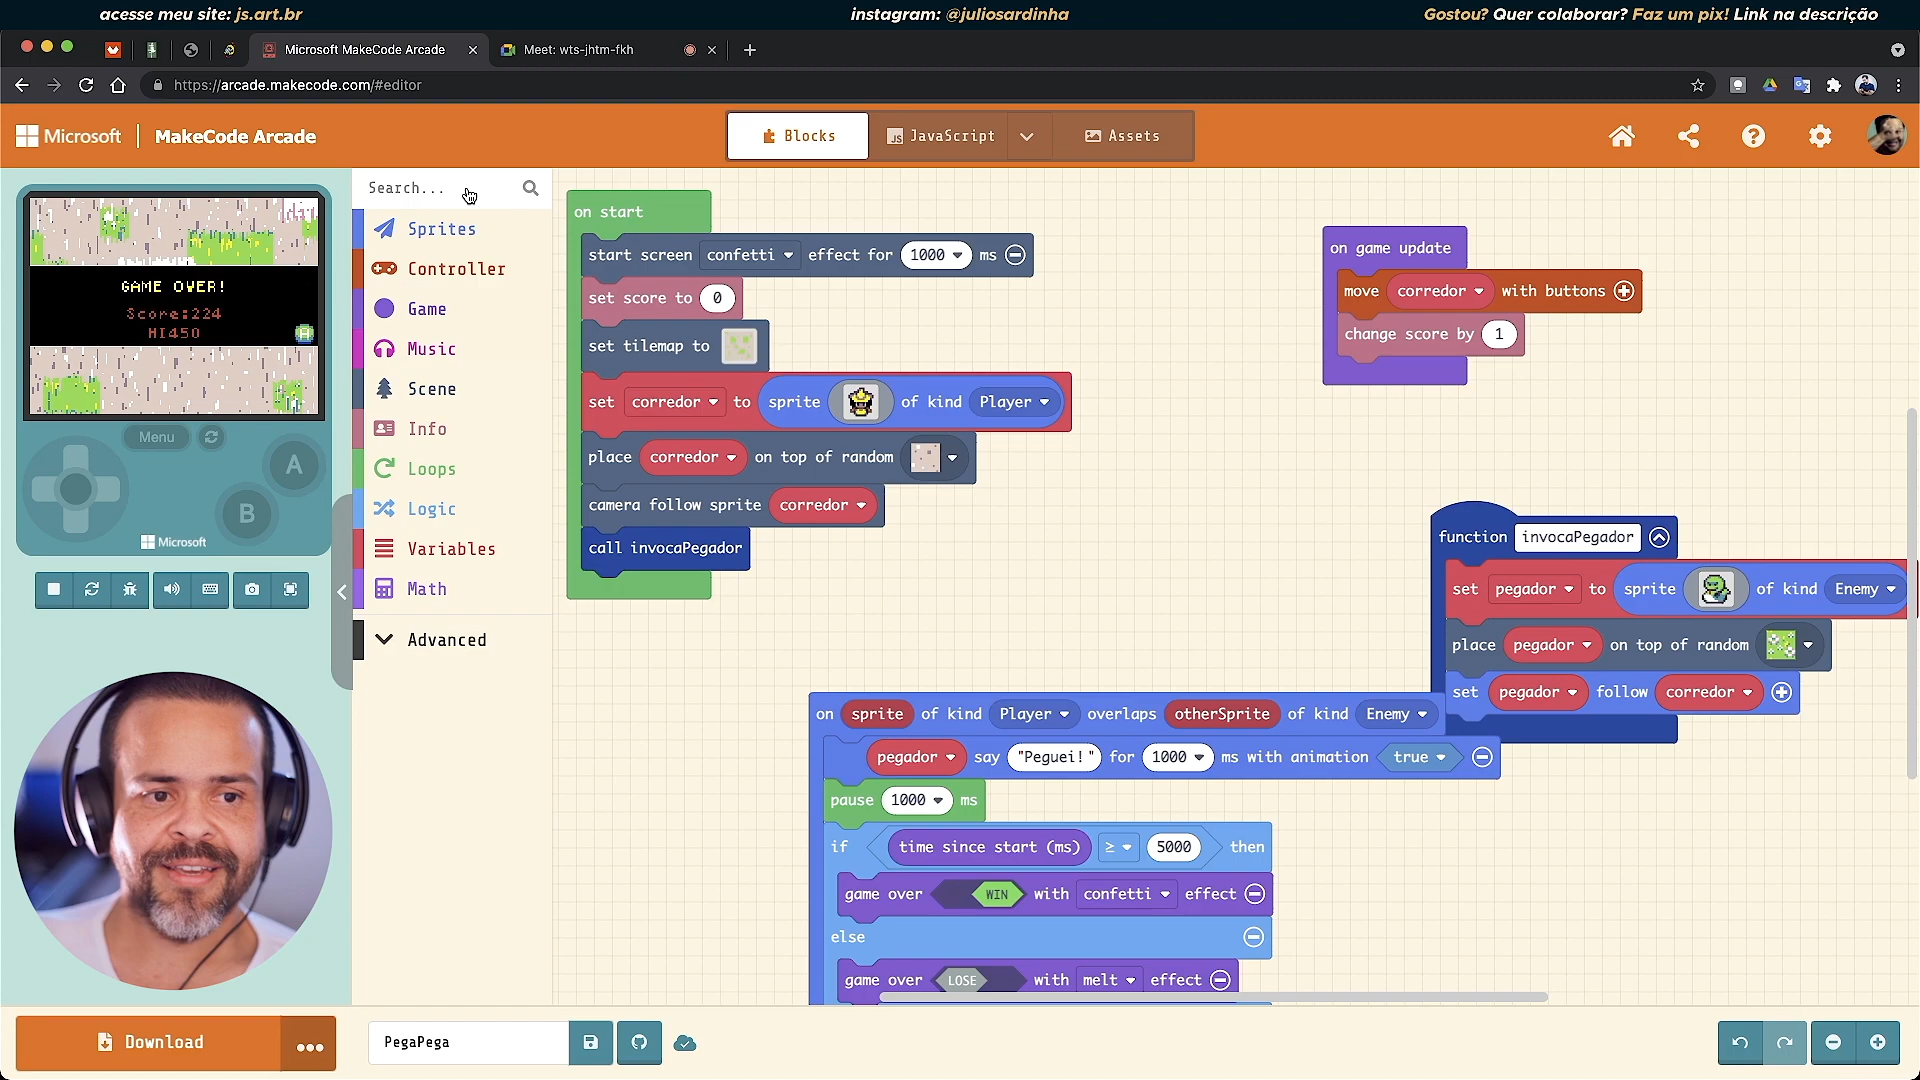 acesse meu site: js.art.br
instagram: @juliosardinha
Gostou? Quer colaborar? Faz um pix! Link na descrição
Microsoft MakeCode Arcade
Meet: wts-jhtm-fkh
https://arcade.makecode.com/#editor
Microsoft
MakeCode Arcade
Blocks
JavaScript
Assets
GAME OVER!
Score:224
HI450
Menu
A
B
Microsoft
Search...
Sprites
Controller
Game
Music
Scene
Info
Loops
Logic
Variables
Math
Advanced
on start
start screen confetti effect for 1000 ms
set score to 0
set tilemap to
set corredor to sprite of kind Player
place corredor on top of random
camera follow sprite corredor
call invocaPegador
on game update
move corredor with buttons
change score by 1
function invocaPegador
set pegador to sprite of kind Enemy
place pegador on top of random
set pegador follow corredor
on sprite of kind Player overlaps otherSprite of kind Enemy
pegador say "Peguei!" for 1000 ms with animation true
pause 1000 ms
if time since start (ms) ≥ 5000 then
game over WIN with confetti effect
else
game over LOSE with melt effect
Download
PegaPega